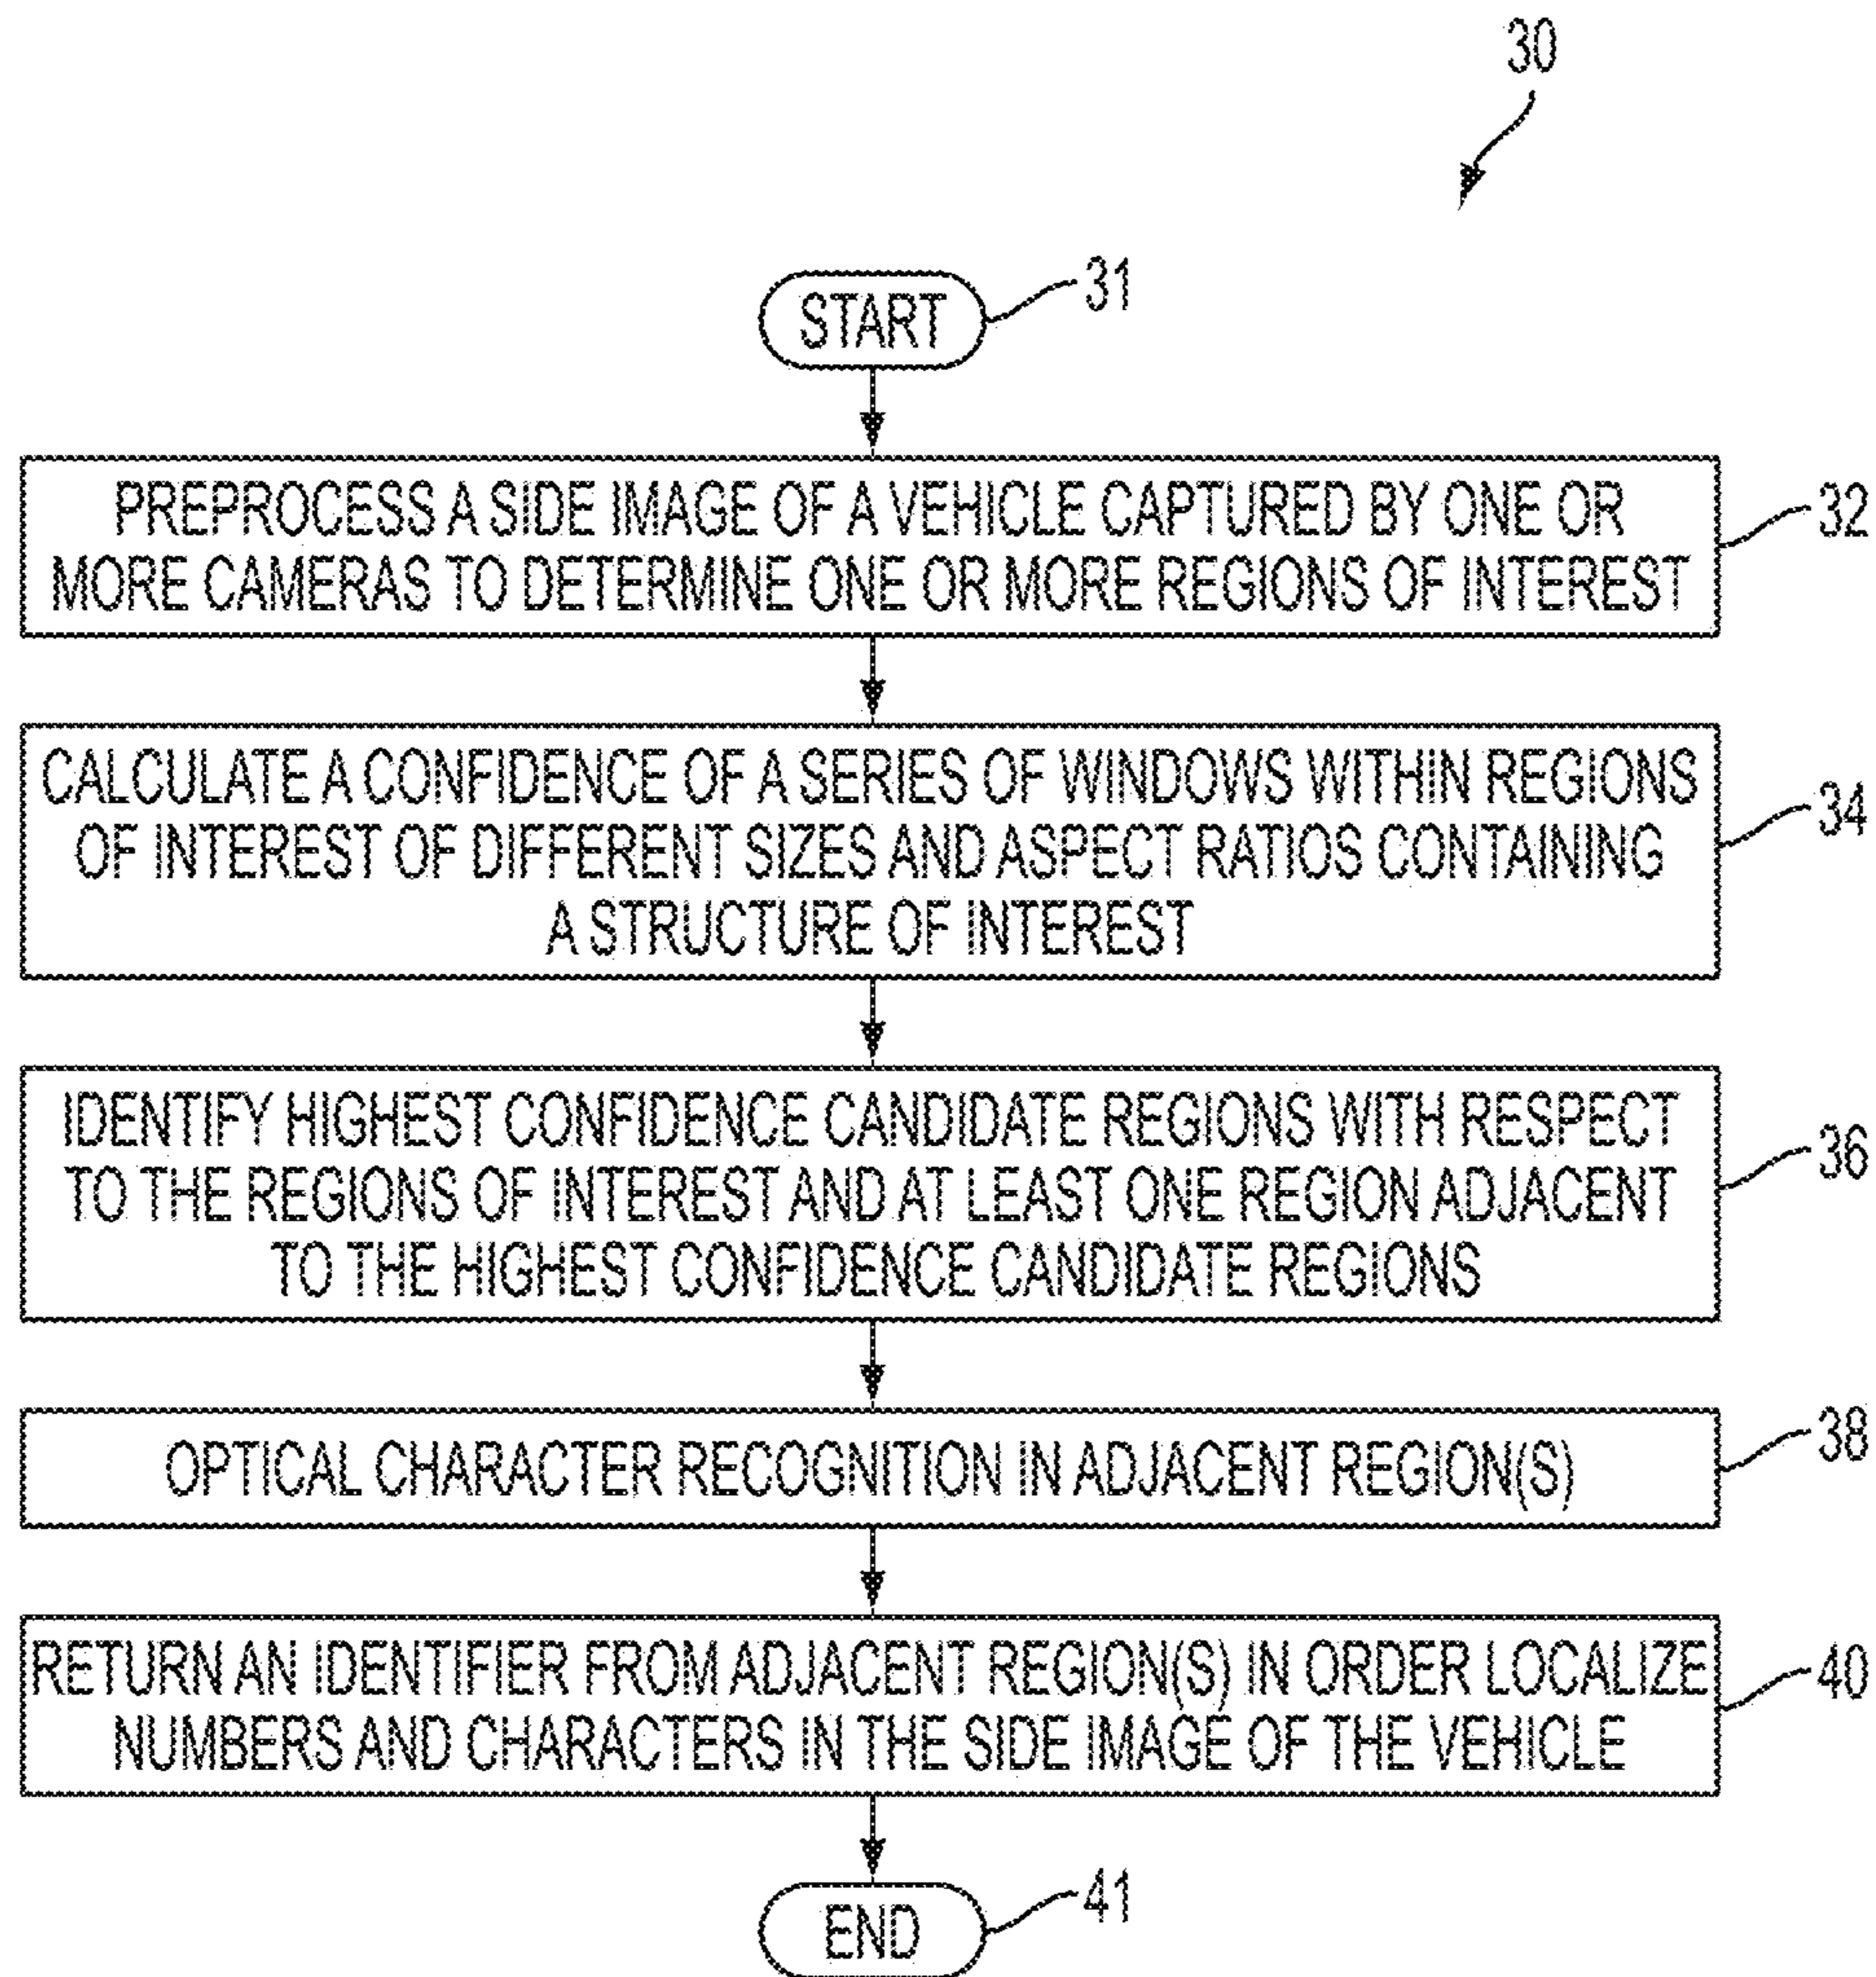 30
START
31
PREPROCESS A SIDE IMAGE OF A VEHICLE CAPTURED BY ONE OR
MORE CAMERAS TO DETERMINE ONE OR MORE REGIONS OF INTEREST
32
CALCULATE A CONFIDENCE OF A SERIES OF WINDOWS WITHIN REGIONS
OF INTEREST OF DIFFERENT SIZES AND ASPECT RATIOS CONTAINING
A STRUCTURE OF INTEREST
34
IDENTIFY HIGHEST CONFIDENCE CANDIDATE REGIONS WITH RESPECT
TO THE REGIONS OF INTEREST AND AT LEAST ONE REGION ADJACENT
TO THE HIGHEST CONFIDENCE CANDIDATE REGIONS
36
OPTICAL CHARACTER RECOGNITION IN ADJACENT REGION(S)
38
RETURN AN IDENTIFIER FROM ADJACENT REGION(S) IN ORDER LOCALIZE
NUMBERS AND CHARACTERS IN THE SIDE IMAGE OF THE VEHICLE
40
END
41